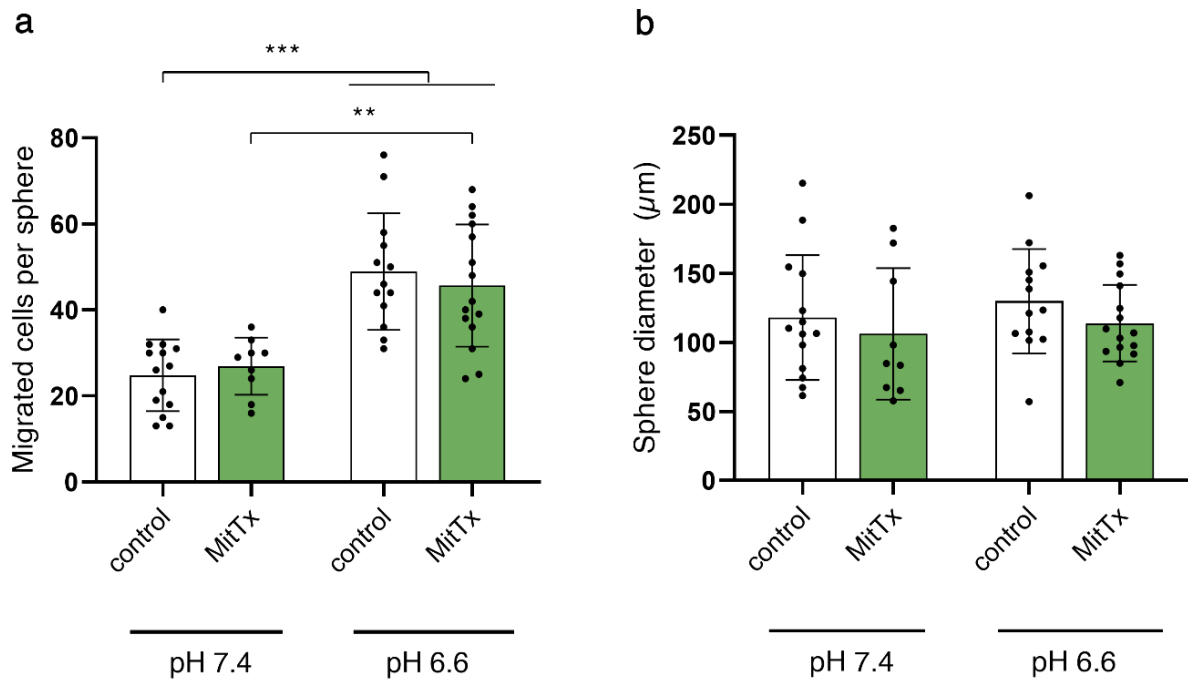 a
***
**
Migrated cells per sphere
80
60
40
20
0
control
MitTx
control
MitTx
pH 7.4
pH 6.6
b
Sphere diameter (μm)
250
200
150
100
50
0
control
MitTx
control
MitTx
pH 7.4
pH 6.6